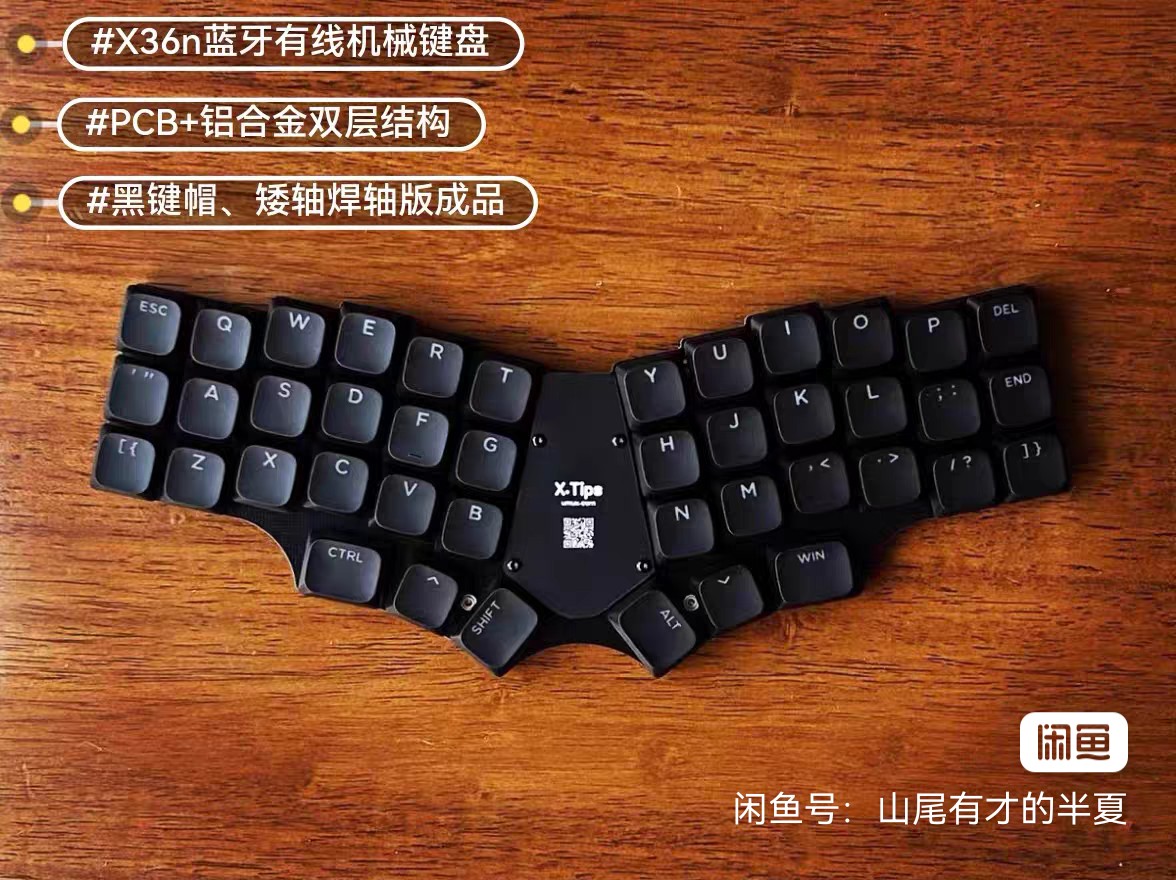 #X36n蓝牙有线机械键盘
#PCB+铝合金双层结构
#黑键帽、矮轴焊轴版成品
ESC Q W E R T Y U I O P DEL
' " A S D F G H J K L ; : END
[ { Z X C V B N M , < . > / ? ] }
CTRL ^ SHIFT ALT WIN
X.Tips
闲鱼
闲鱼号：山尾有才的半夏